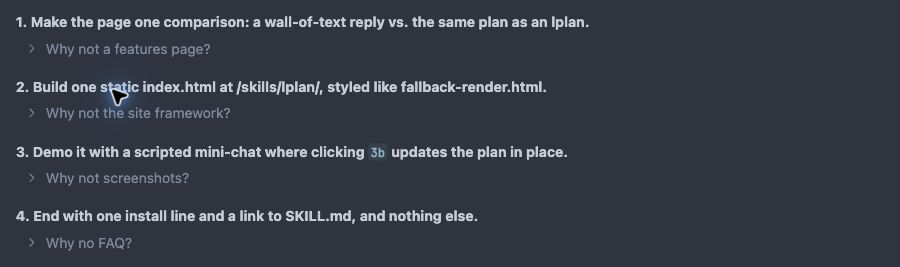 1. Make the page one comparison: a wall-of-text reply vs. the same plan as an lplan.
Why not a features page?
2. Build one static index.html at /skills/lplan/, styled like fallback-render.html.
Why not the site framework?
3. Demo it with a scripted mini-chat where clicking 3b updates the plan in place.
Why not screenshots?
4. End with one install line and a link to SKILL.md, and nothing else.
Why no FAQ?